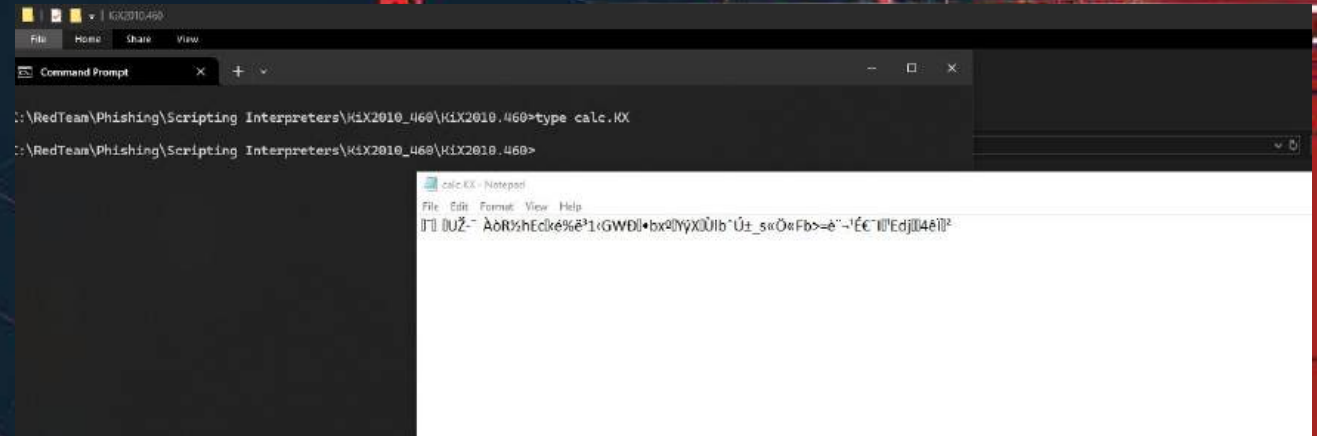 KiX2010.460
File Home Share View
Command Prompt
C:\RedTeam\Phishing\Scripting Interpreters\KiX2010_460\KiX2010.460>type calc.KX
C:\RedTeam\Phishing\Scripting Interpreters\KiX2010_460\KiX2010.460>
calc.KX - Notepad
File Edit Format View Help